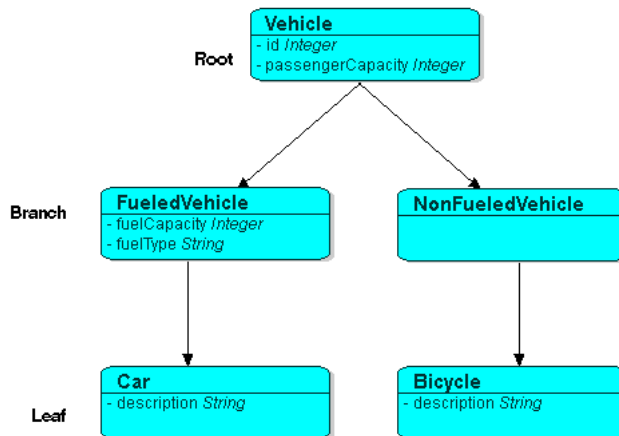 Vehicle
- id Integer
- passengerCapacity Integer
Root
FueledVehicle
- fuelCapacity Integer
- fuelType String
NonFueledVehicle
Branch
Car
- description String
Bicycle
- description String
Leaf